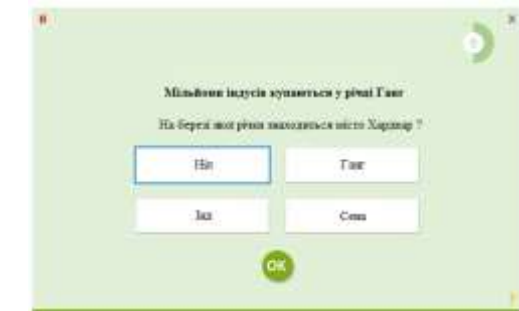 Мільйони індусів купаються у річці Ганг
На березі якої річки знаходиться місто Хардвар ?
Ніл
Ганг
Інд
Сена
OK